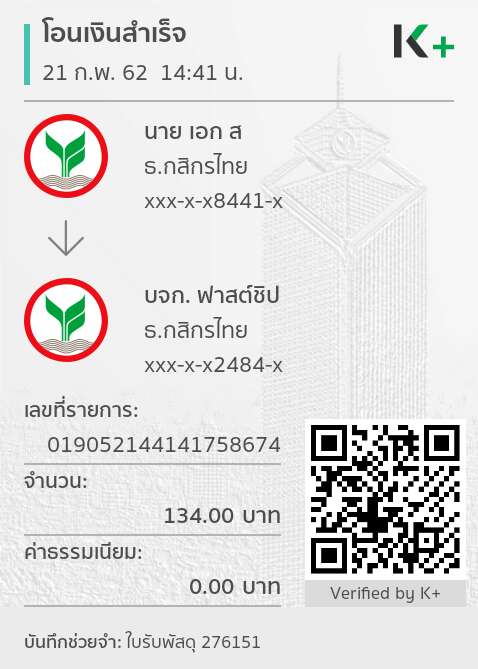 โอนเงินสำเร็จ
21 ก.พ. 62 14:41 น.
K+
นาย เอก ส
ธ.กสิกรไทย
xxx-x-x8441-x
บจก. ฟาสต์ชิป
ธ.กสิกรไทย
xxx-x-x2484-x
เลขที่รายการ:
019052144141758674
จำนวน:
134.00 บาท
ค่าธรรมเนียม:
0.00 บาท
Verified by K+
บันทึกช่วยจำ: ใบรับพัสดุ 276151